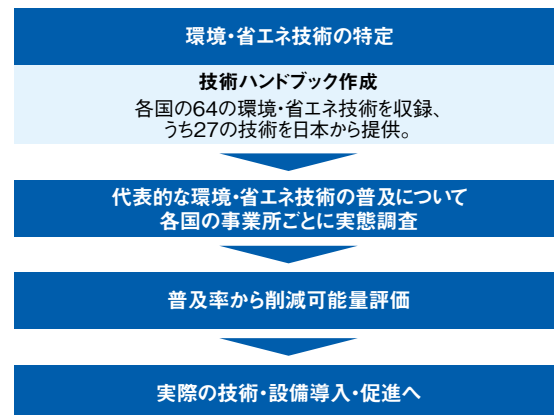 環境・省エネ技術の特定
技術ハンドブック作成
各国の64の環境・省エネ技術を収録、
うち27の技術を日本から提供。
代表的な環境・省エネ技術の普及について
各国の事業所ごとに実態調査
普及率から削減可能量評価
実際の技術・設備導入・促進へ